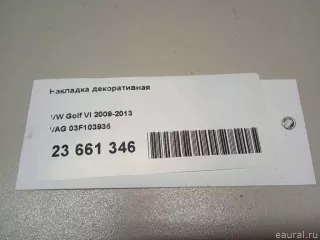 Накладка декоративная
VW Golf VI 2009-2013
VAG 03F103935
23 661 346
eaural.ru